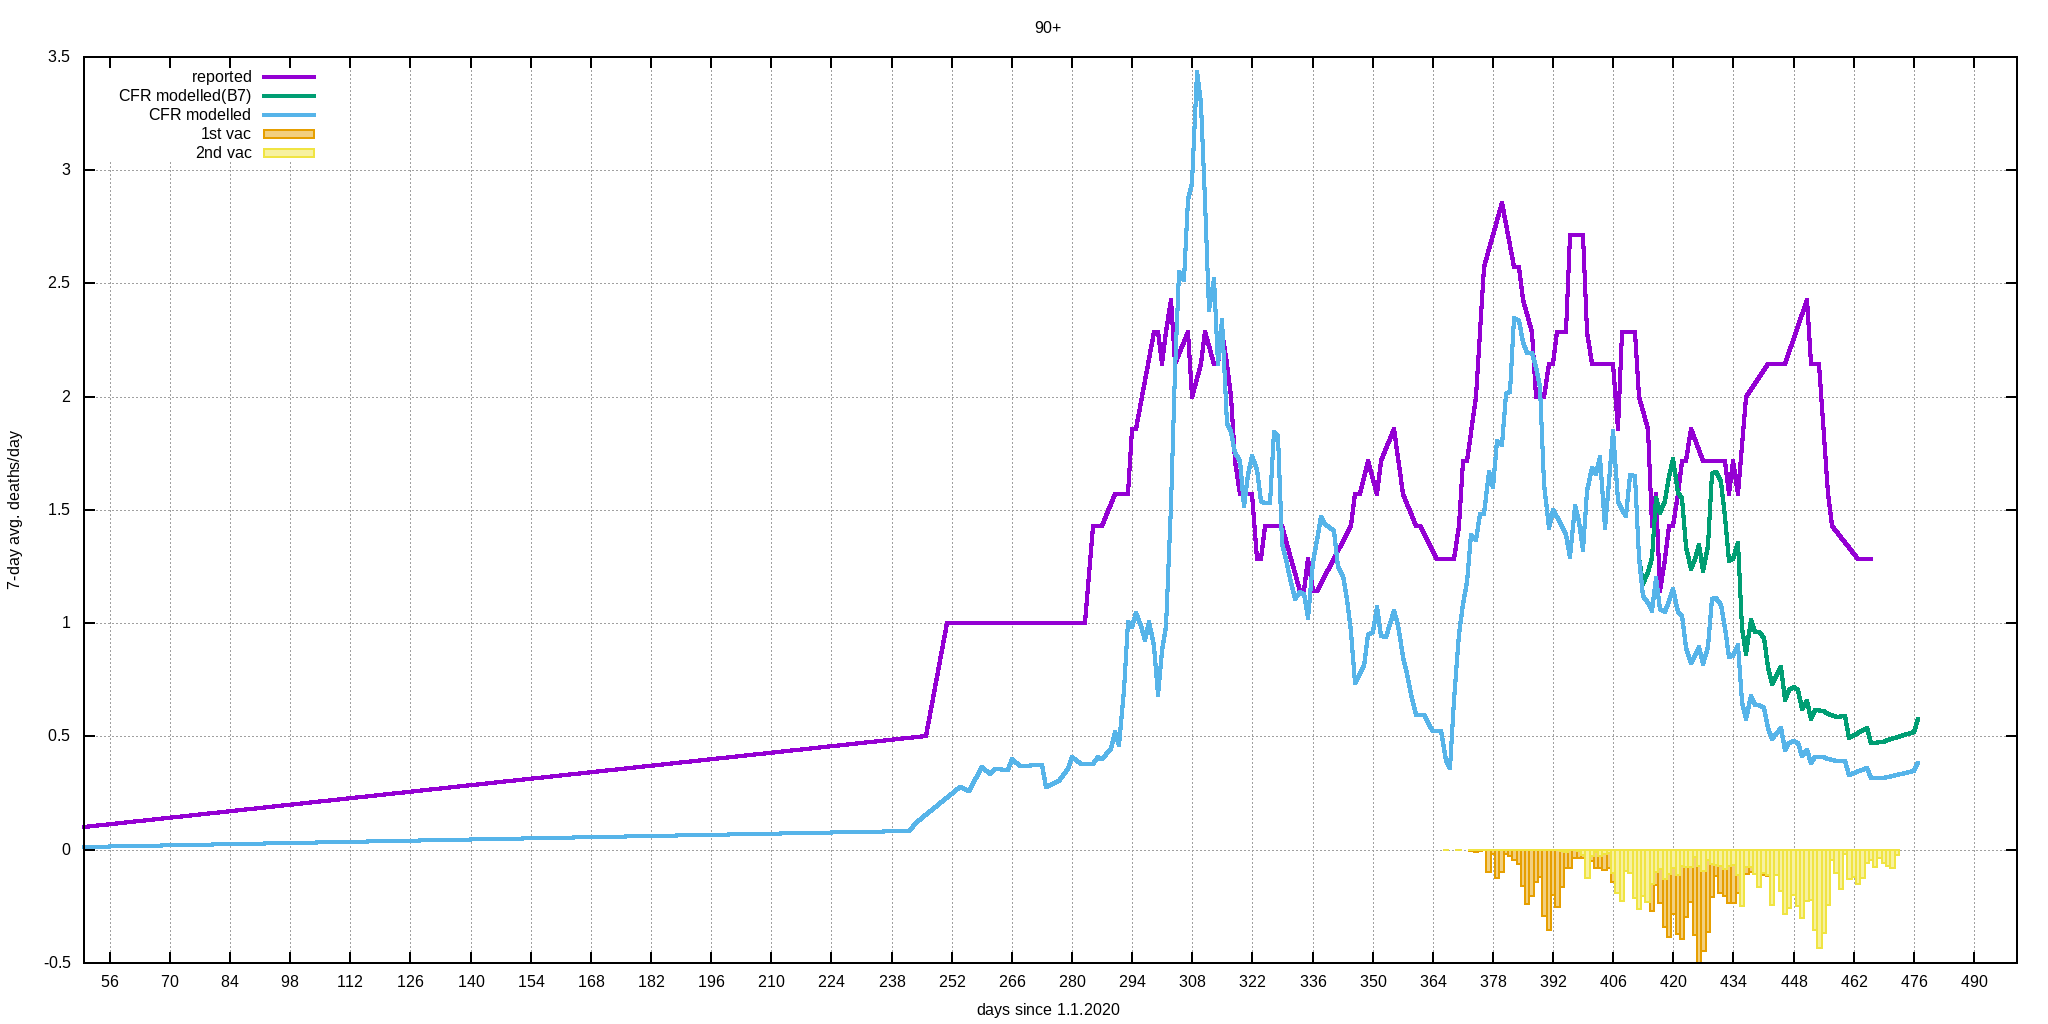 90+
reported
CFR modelled(B7)
CFR modelled
1st vac
2nd vac
3.5
3
2.5
2
1.5
1
0.5
0
-0.5
7-day avg. deaths/day
56 70 84 98 112 126 140 154 168 182 196 210 224 238 252 266 280 294 308 322 336 350 364 378 392 406 420 434 448 462 476 490
days since 1.1.2020